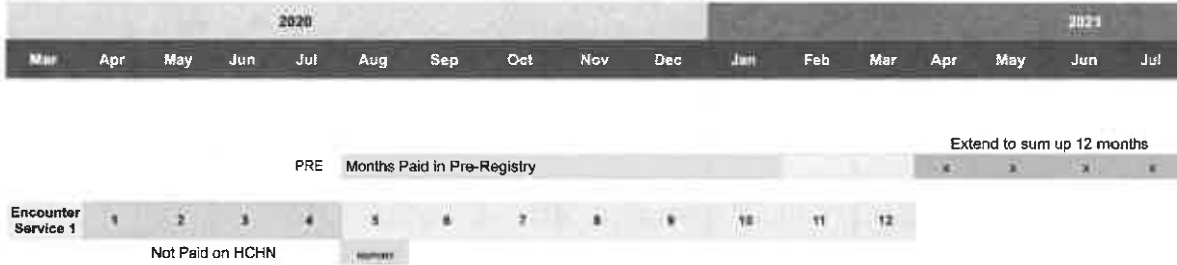 2020 2021
Mar Apr May Jun Jul Aug Sep Oct Nov Dec Jan Feb Mar Apr May Jun Jul
Extend to sum up 12 months
PRE Months Paid in Pre-Registry x x x x
Encounter
Service 1
1 2 3 4 5 6 7 8 9 10 11 12
Not Paid on HCHN